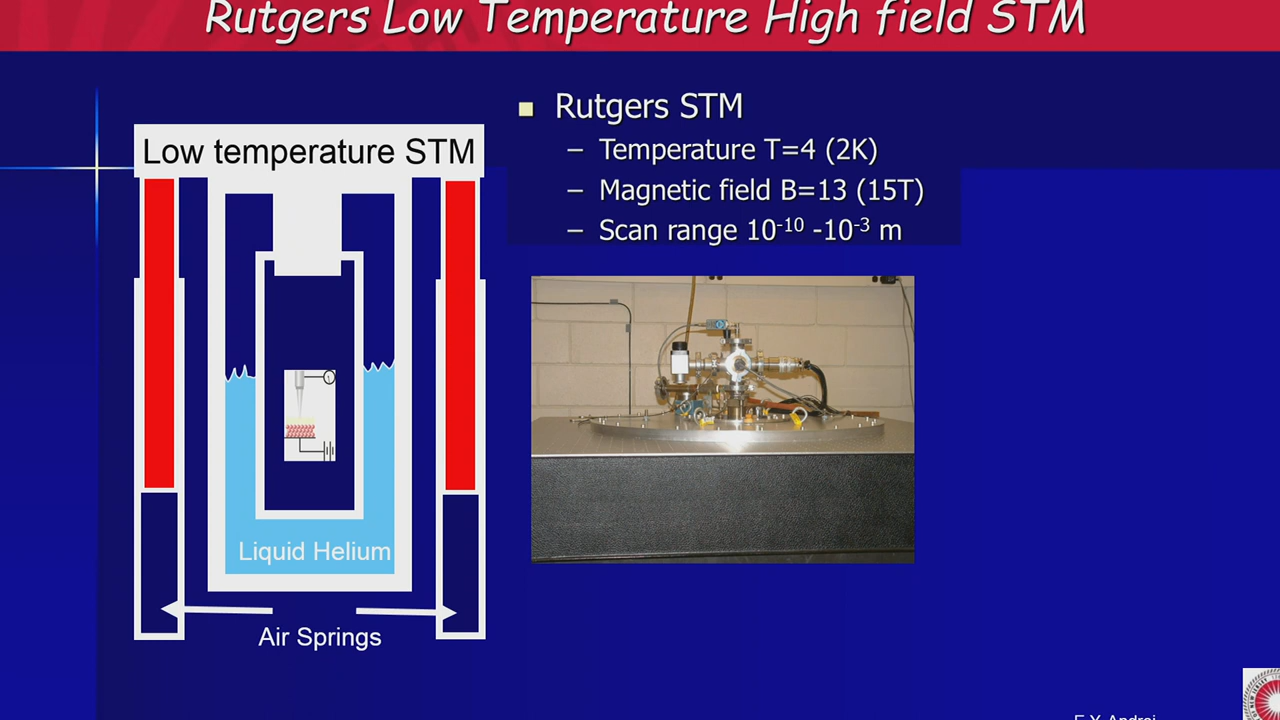 Rutgers Low Temperature High field STM
Low temperature STM
Liquid Helium
Air Springs
■ Rutgers STM
– Temperature T=4 (2K)
– Magnetic field B=13 (15T)
– Scan range 10⁻¹⁰ -10⁻³ m
E.Y. Andrei